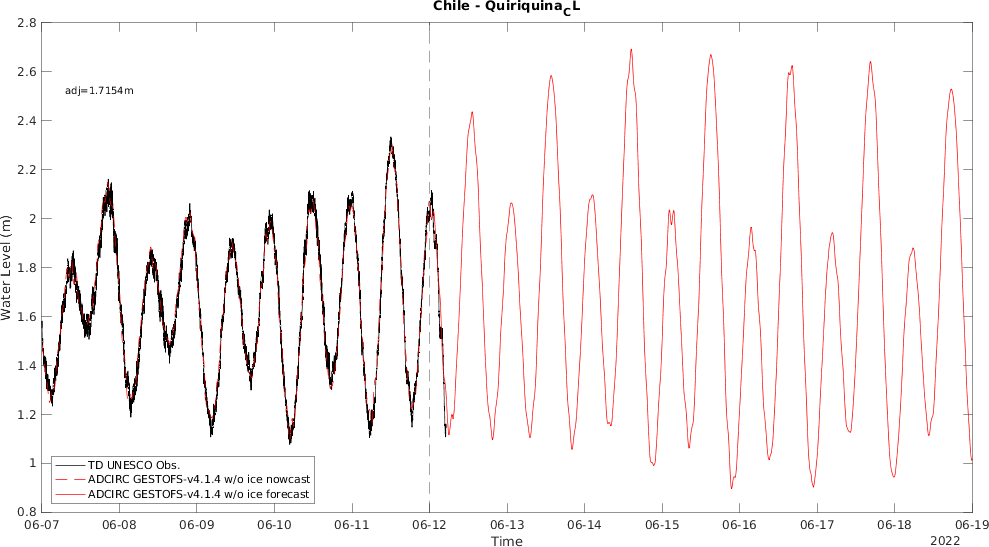 Chile - Quiriquina_CL
2.8
2.6
2.4
2.2
2
1.8
1.6
1.4
1.2
1
0.8
Water Level (m)
adj=1.7154m
TD UNESCO Obs.
ADCIRC GESTOFS-v4.1.4 w/o ice nowcast
ADCIRC GESTOFS-v4.1.4 w/o ice forecast
06-07 06-08 06-09 06-10 06-11 06-12 06-13 06-14 06-15 06-16 06-17 06-18 06-19
Time
2022